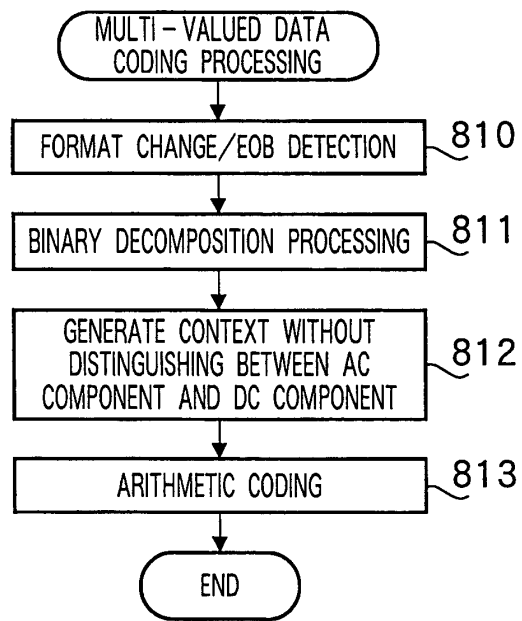 MULTI-VALUED DATA
CODING PROCESSING
FORMAT CHANGE/EOB DETECTION
810
BINARY DECOMPOSITION PROCESSING
811
GENERATE CONTEXT WITHOUT
DISTINGUISHING BETWEEN AC
COMPONENT AND DC COMPONENT
812
ARITHMETIC CODING
813
END